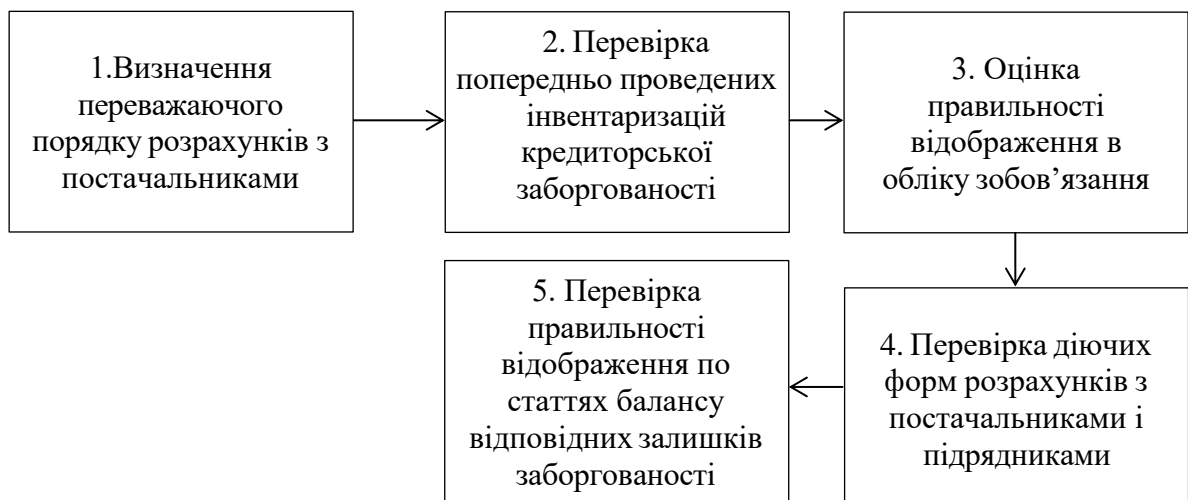 1.Визначення
переважаючого
порядку розрахунків з
постачальниками
2. Перевірка
попередньо проведених
інвентаризацій
кредиторської
заборгованості
3. Оцінка
правильності
відображення в
обліку зобов’язання
4. Перевірка діючих
форм розрахунків з
постачальниками і
підрядниками
5. Перевірка
правильності
відображення по
статтях балансу
відповідних залишків
заборгованості